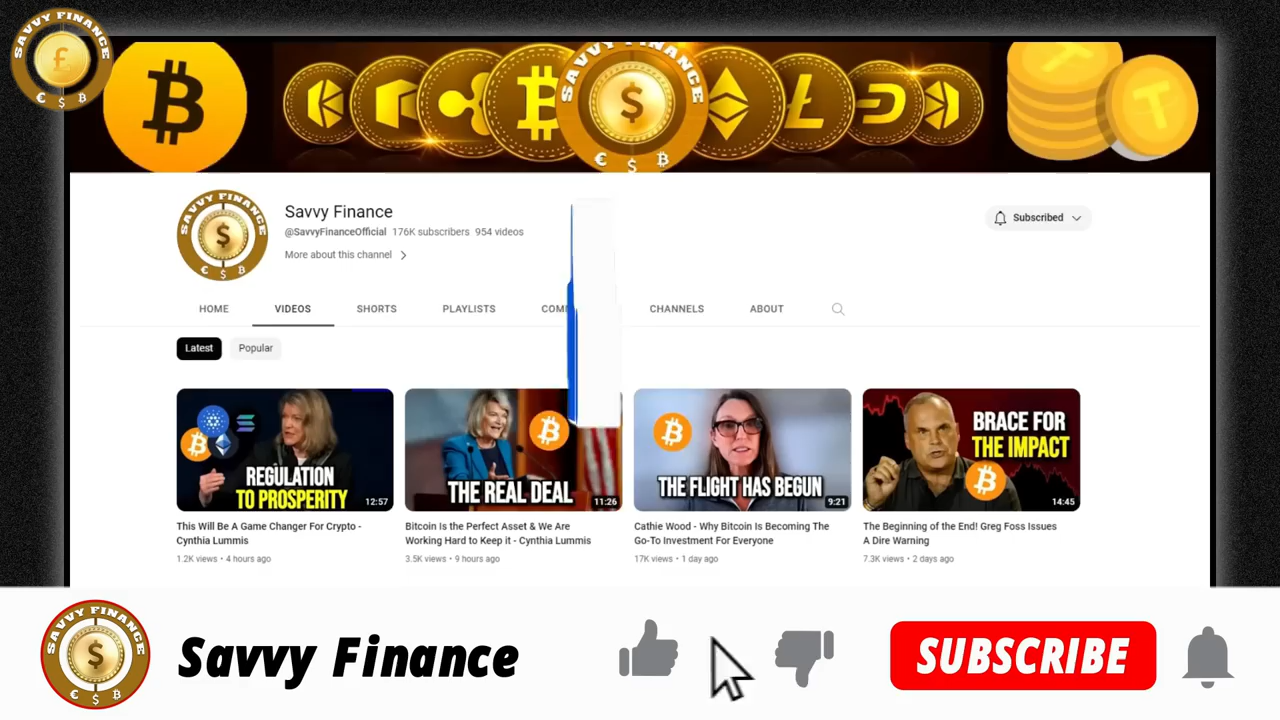 SAVVY FINANCE
£
€ $ B
SAVVY FINANCE
$
€ $ B
SAVVY FINANCE
$
€ $ B
Savvy Finance
@SavvyFinanceOfficial 176K subscribers 954 videos
More about this channel
Subscribed
HOME VIDEOS SHORTS PLAYLISTS CHANNELS ABOUT
Latest Popular
REGULATION
TO PROSPERITY
12:57
THE REAL DEAL
11:26
THE FLIGHT HAS BEGUN
9:21
BRACE FOR
THE IMPACT
14:45
This Will Be A Game Changer For Crypto -
Cynthia Lummis
1.2K views • 4 hours ago
Bitcoin Is the Perfect Asset & We Are
Working Hard to Keep it - Cynthia Lummis
3.5K views • 9 hours ago
Cathie Wood - Why Bitcoin Is Becoming The
Go-To Investment For Everyone
17K views • 1 day ago
The Beginning of the End! Greg Foss Issues
A Dire Warning
7.3K views • 2 days ago
SAVVY FINANCE
$
€ $ B
Savvy Finance
SUBSCRIBE